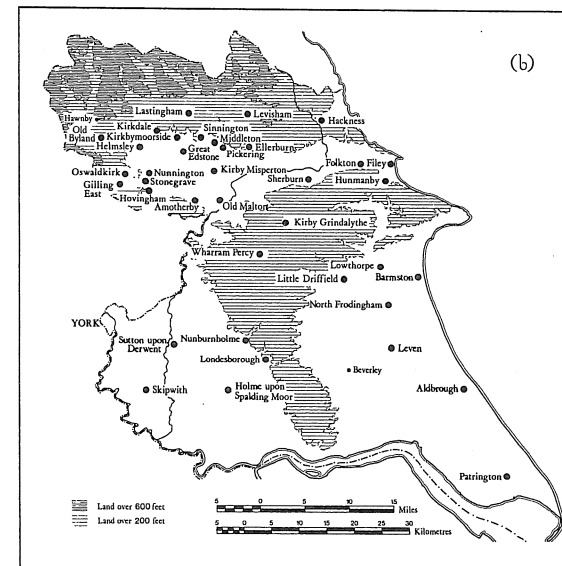 (b)
Hawnby
Lastingham
Levisham
Hackness
Old
Byland
Kirkdale
Kirkbymoorside
Sinnington
Middleton
Helmsley
Great
Edstone
Pickering
Ellerburn
Folkton
Filey
Oswaldkirk
Nunnington
Stonegrave
Kirby Misperton
Sherburn
Hunmanby
Gilling
East
Hovingham
Amotherby
Old Malton
Kirby Grindalythe
Wharram Percy
Lowthorpe
Little Driffield
Barmston
North Frodingham
YORK
Sutton upon
Derwent
Nunburnholme
Londesborough
Leven
Beverley
Skipwith
Holme upon
Spalding Moor
Aldbrough
Patrington
Land over 600 feet
Land over 200 feet
5 0 5 10 15
Miles
5 0 5 10 15 20 25 30
Kilometres